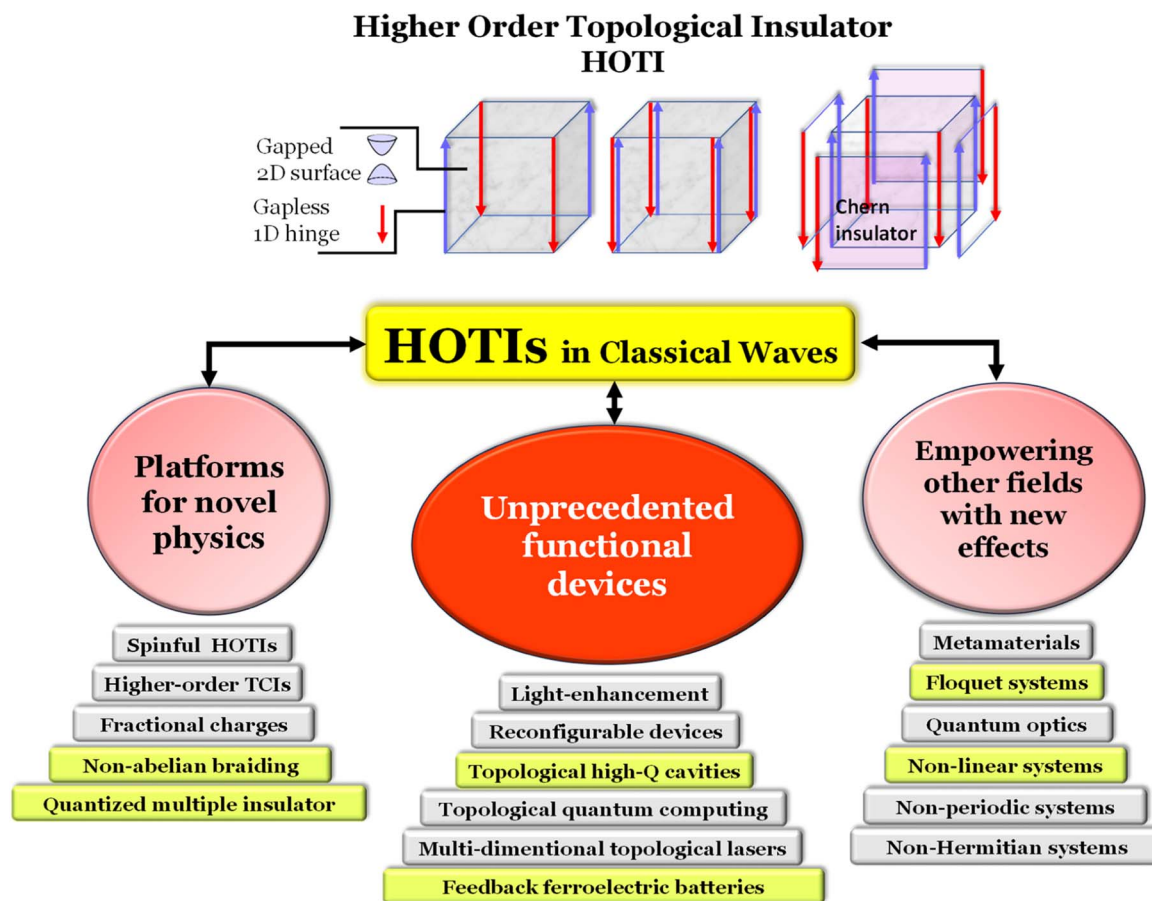 Higher Order Topological Insulator
HOTI
Gapped
2D surface
Gapless
1D hinge
Chern
insulator
HOTIs in Classical Waves
Platforms
for novel
physics
Spinful HOTIs
Higher-order TCIs
Fractional charges
Non-abelian braiding
Quantized multiple insulator
Unprecedented
functional
devices
Light-enhancement
Reconfigurable devices
Topological high-Q cavities
Topological quantum computing
Multi-dimentional topological lasers
Feedback ferroelectric batteries
Empowering
other fields
with new
effects
Metamaterials
Floquet systems
Quantum optics
Non-linear systems
Non-periodic systems
Non-Hermitian systems